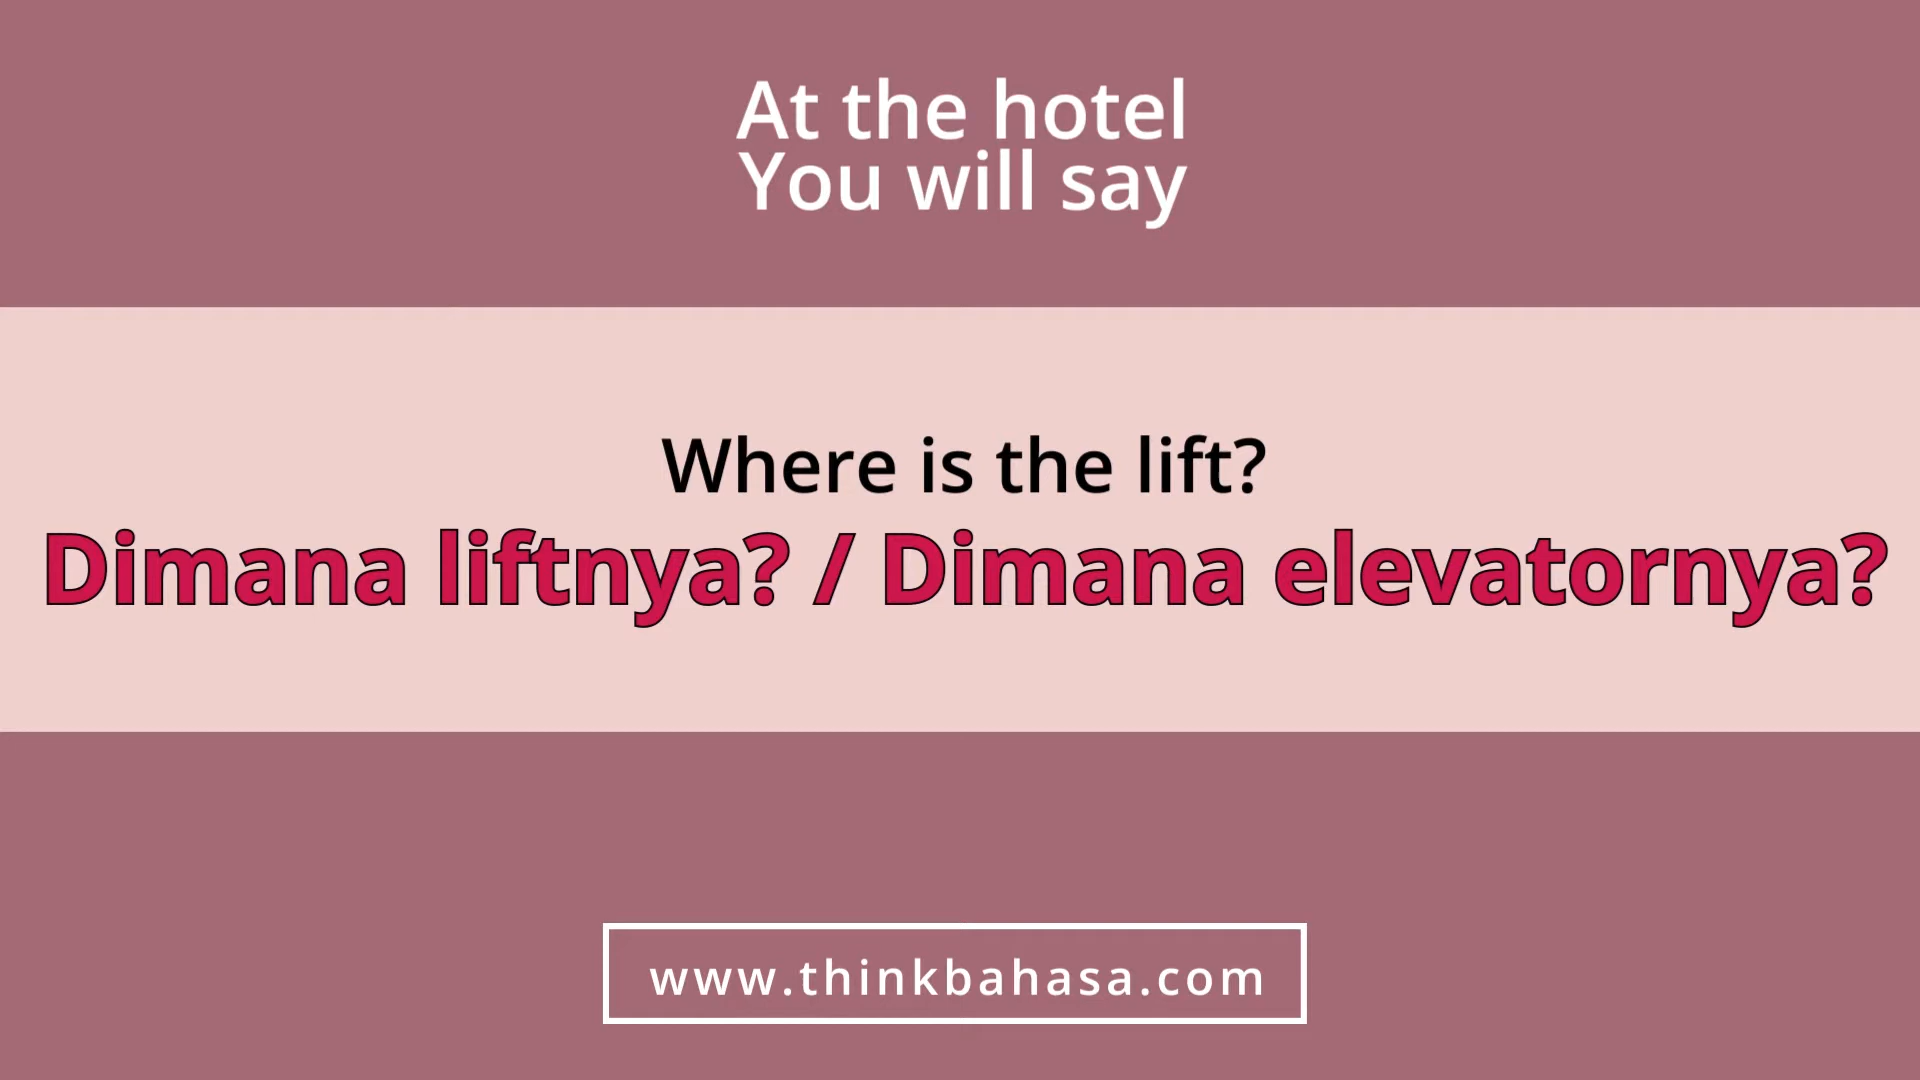 At the hotel
You will say
Where is the lift?
Dimana liftnya? / Dimana elevatornya?
www.thinkbahasa.com